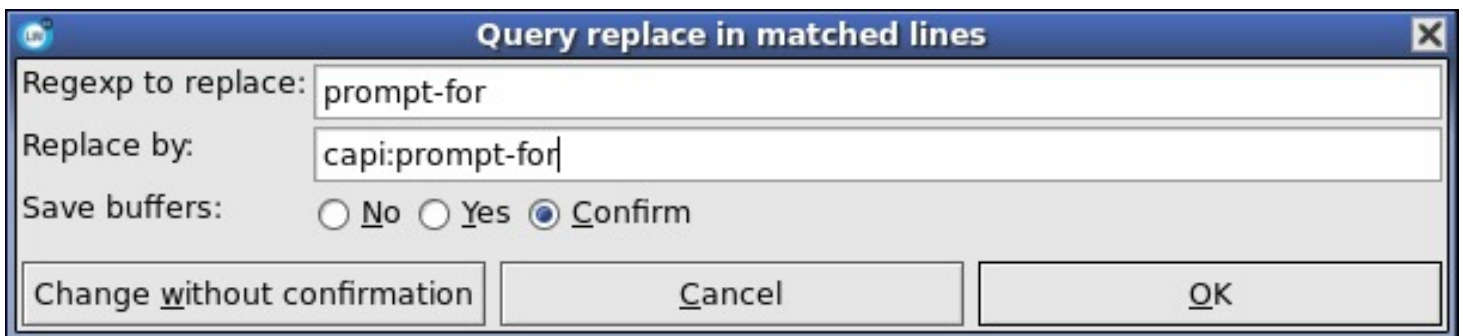 Query replace in matched lines
Regexp to replace: prompt-for
Replace by: capi:prompt-for
Save buffers: No Yes Confirm
Change without confirmation Cancel OK